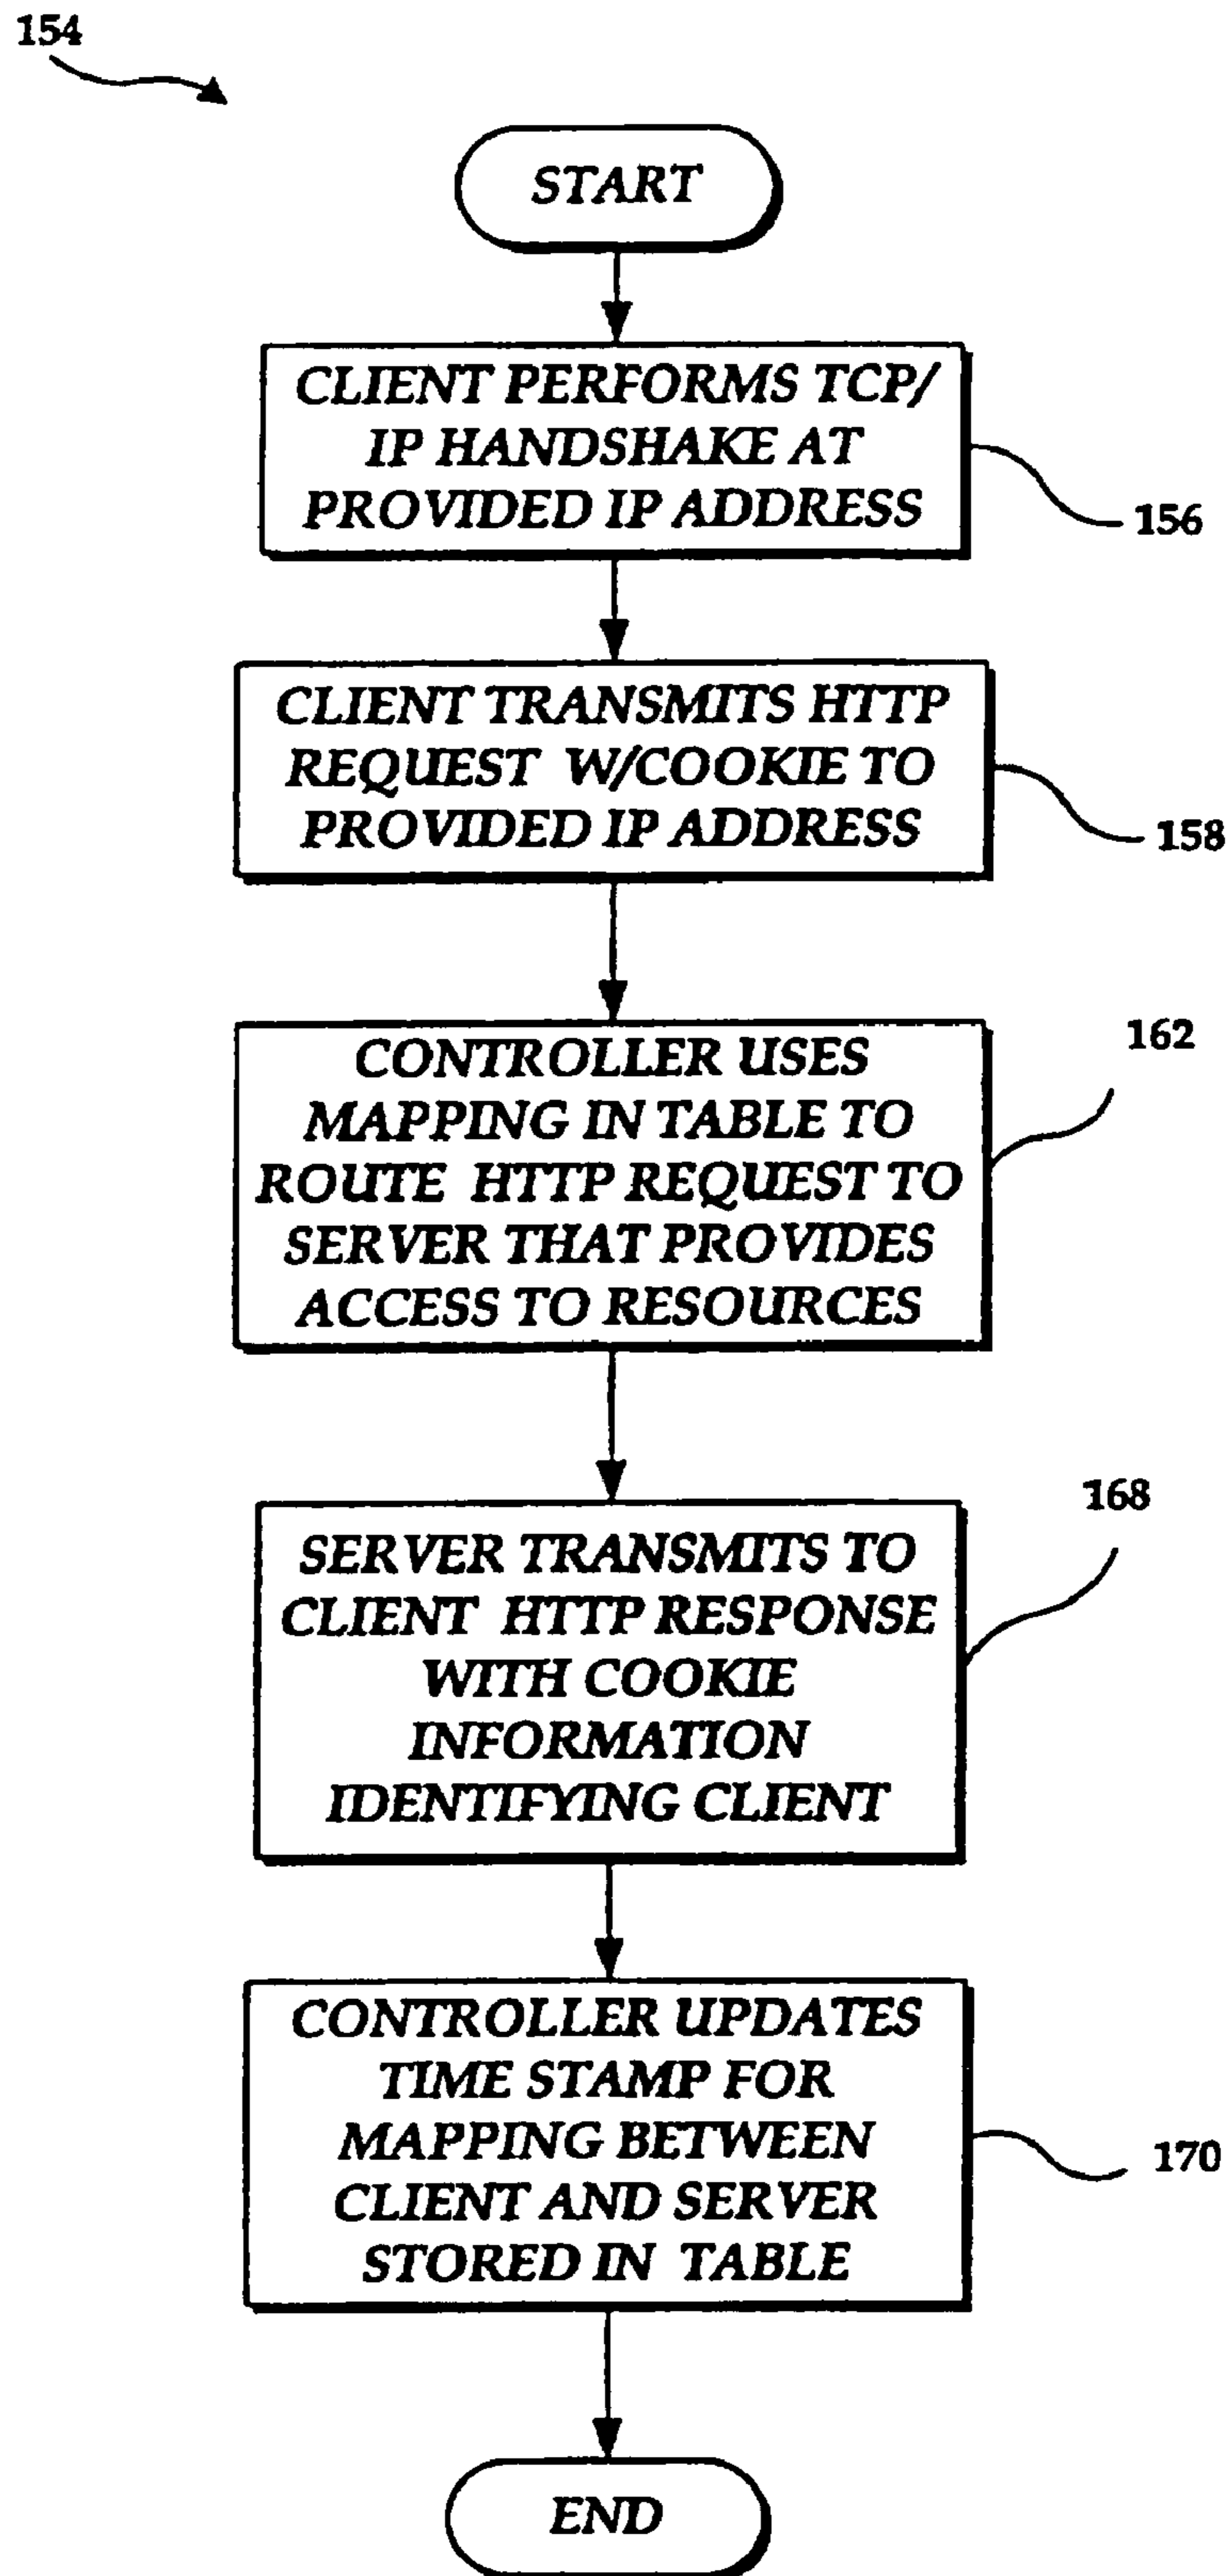 154
START
CLIENT PERFORMS TCP/
IP HANDSHAKE AT
PROVIDED IP ADDRESS
156
CLIENT TRANSMITS HTTP
REQUEST W/COOKIE TO
PROVIDED IP ADDRESS
158
CONTROLLER USES
MAPPING IN TABLE TO
ROUTE HTTP REQUEST TO
SERVER THAT PROVIDES
ACCESS TO RESOURCES
162
SERVER TRANSMITS TO
CLIENT HTTP RESPONSE
WITH COOKIE
INFORMATION
IDENTIFYING CLIENT
168
CONTROLLER UPDATES
TIME STAMP FOR
MAPPING BETWEEN
CLIENT AND SERVER
STORED IN TABLE
170
END